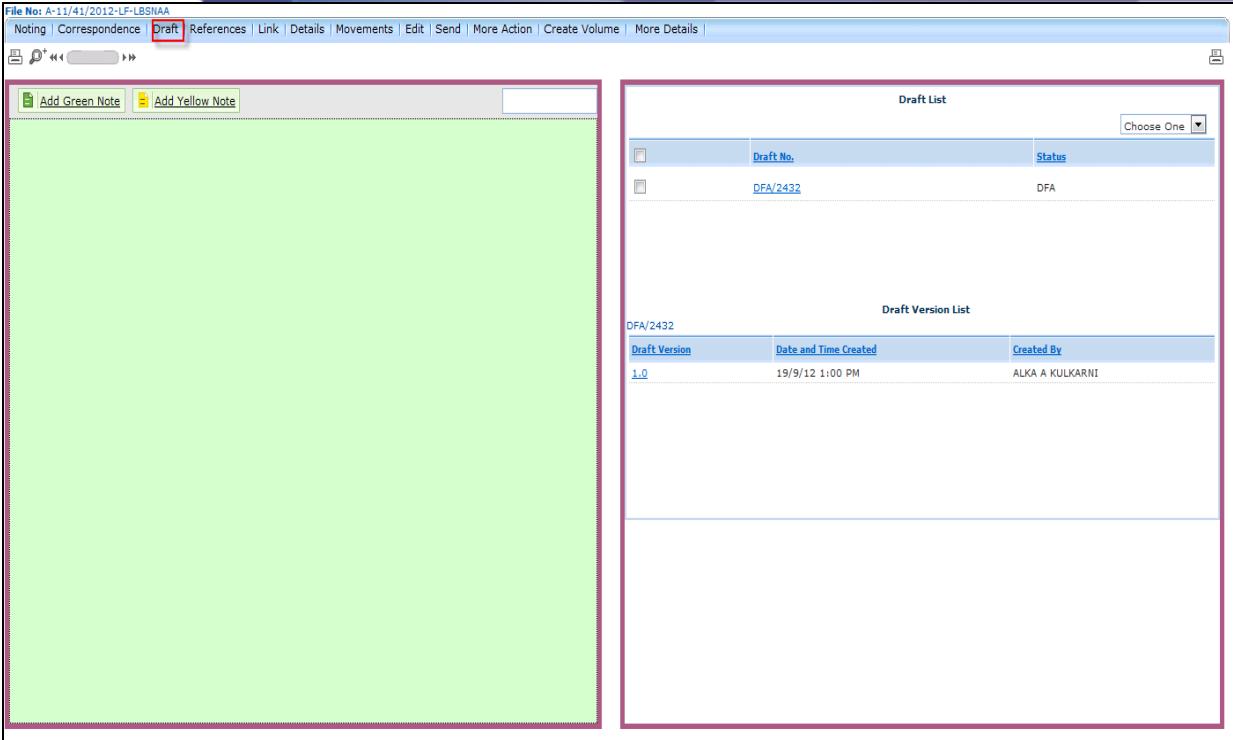 File No: A-11/41/2012-LF-LBSNAA
Noting | Correspondence | Draft | References | Link | Details | Movements | Edit | Send | More Action | Create Volume | More Details |
Add Green Note Add Yellow Note
Draft List
Choose One
Draft No. Status
DFA/2432 DFA
Draft Version List
DFA/2432
Draft Version Date and Time Created Created By
1.0 19/9/12 1:00 PM ALKA A KULKARNI